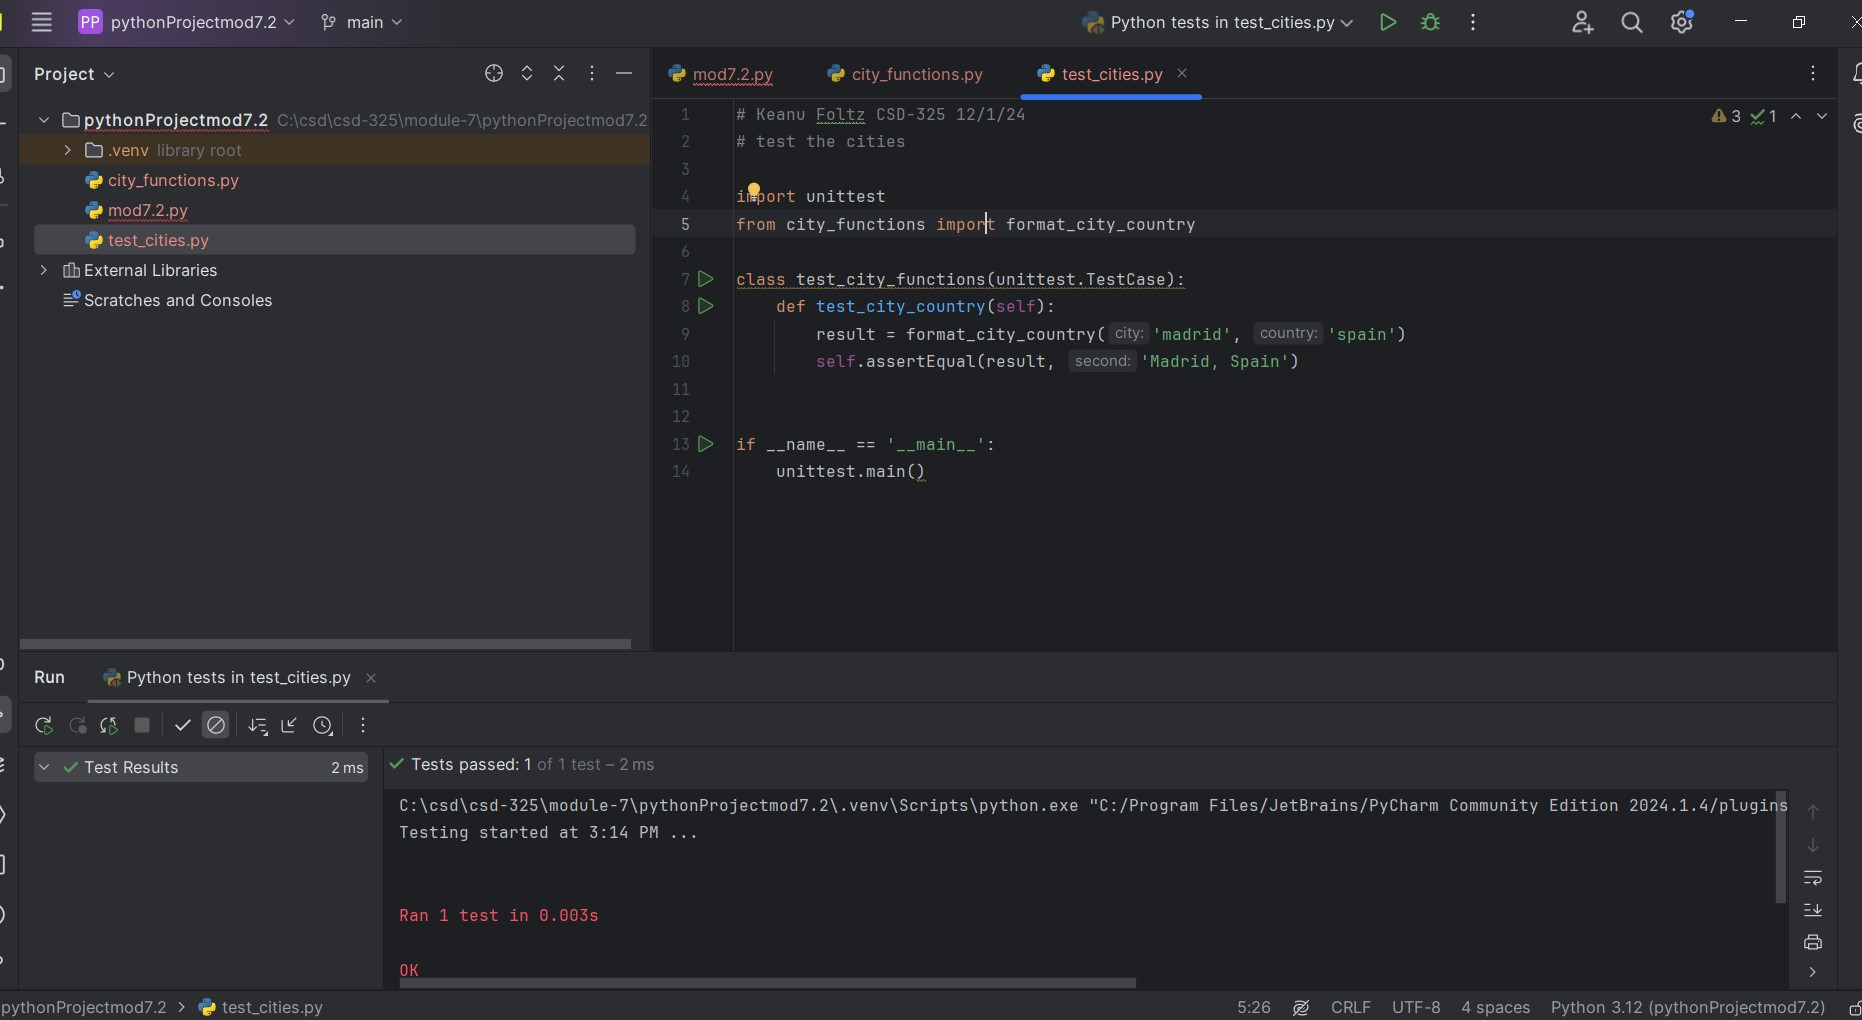 PP pythonProjectmod7.2 main Python tests in test_cities.py
Project
mod7.2.py city_functions.py test_cities.py
pythonProjectmod7.2 C:\csd\csd-325\module-7\pythonProjectmod7.2
.venv library root
city_functions.py
mod7.2.py
test_cities.py
External Libraries
Scratches and Consoles
3 1
1 # Keanu Foltz CSD-325 12/1/24
2 # test the cities
3
4 import unittest
5 from city_functions import format_city_country
6
7 class test_city_functions(unittest.TestCase):
8 def test_city_country(self):
9 result = format_city_country( city: 'madrid', country: 'spain')
10 self.assertEqual(result, second: 'Madrid, Spain')
11
12
13 if __name__ == '__main__':
14 unittest.main()
Run Python tests in test_cities.py
Test Results 2 ms
Tests passed: 1 of 1 test – 2 ms
C:\csd\csd-325\module-7\pythonProjectmod7.2\.venv\Scripts\python.exe "C:/Program Files/JetBrains/PyCharm Community Edition 2024.1.4/plugins
Testing started at 3:14 PM ...
Ran 1 test in 0.003s
OK
pythonProjectmod7.2 > test_cities.py 5:26 CRLF UTF-8 4 spaces Python 3.12 (pythonProjectmod7.2)